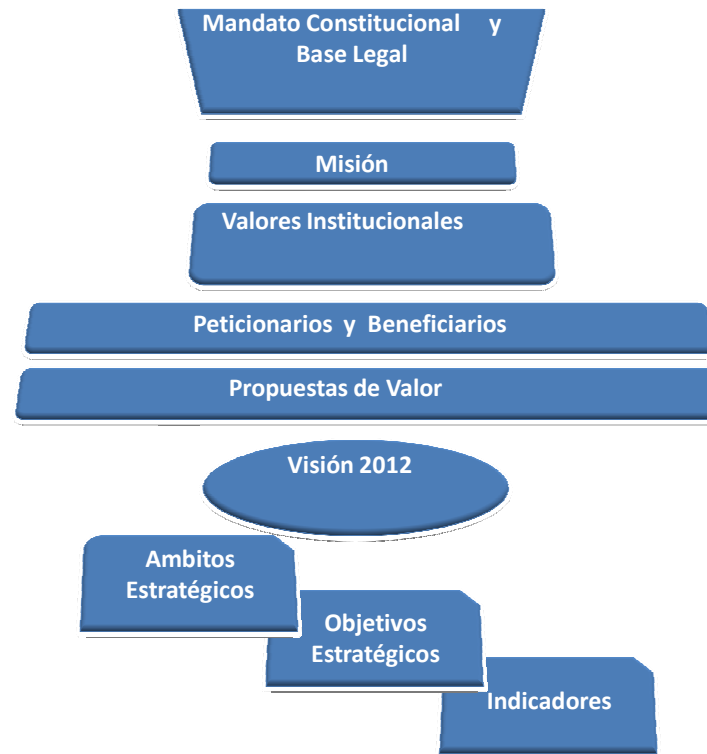 Mandato Constitucional y
Base Legal
Misión
Valores Institucionales
Peticionarios y Beneficiarios
Propuestas de Valor
Visión 2012
Ambitos
Estratégicos
Objetivos
Estratégicos
Indicadores